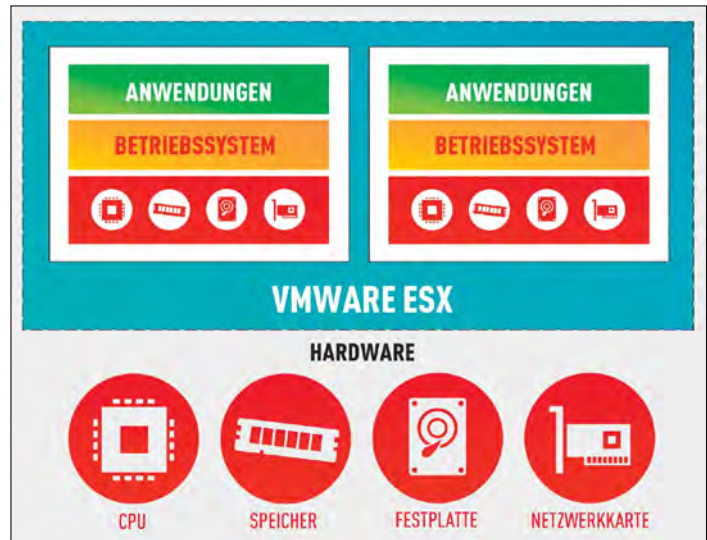 ANWENDUNGEN
BETRIEBSSYSTEM
ANWENDUNGEN
BETRIEBSSYSTEM
VMWARE ESX
HARDWARE
CPU
SPEICHER
FESTPLATTE
NETZWERKKARTE